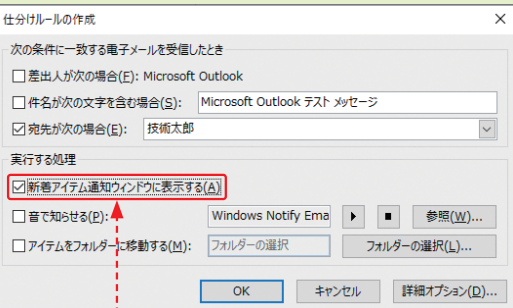 仕分けルールの作成
次の条件に一致する電子メールを受信したとき
差出人が次の場合(F): Microsoft Outlook
件名が次の文字を含む場合(S): Microsoft Outlook テスト メッセージ
宛先が次の場合(E): 技術太郎
実行する処理
新着アイテム通知ウィンドウに表示する(A)
音で知らせる(P): Windows Notify Ema 参照(W)...
アイテムをフォルダーに移動する(M): フォルダーの選択 フォルダーの選択(L)...
OK キャンセル 詳細オプション(D)...